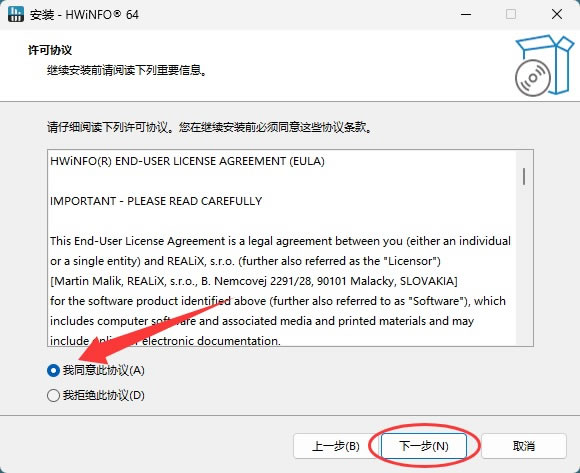 安装 - HWiNFO® 64
许可协议
继续安装前请阅读下列重要信息。
请仔细阅读下列许可协议。您在继续安装前必须同意这些协议条款。
HWiNFO(R) END-USER LICENSE AGREEMENT (EULA)
IMPORTANT - PLEASE READ CAREFULLY
This End-User License Agreement is a legal agreement between you (either an individual
or a single entity) and REALiX, s.r.o. (further also referred as the "Licensor")
[Martin Malik, REALiX, s.r.o., B. Nemcovej 2291/28, 90101 Malacky, SLOVAKIA]
for the software product identified above (further also referred to as "Software"), which
includes computer software and associated media and printed materials and may
include or electronic documentation.
我同意此协议(A)
我拒绝此协议(D)
上一步(B)
下一步(N)
取消